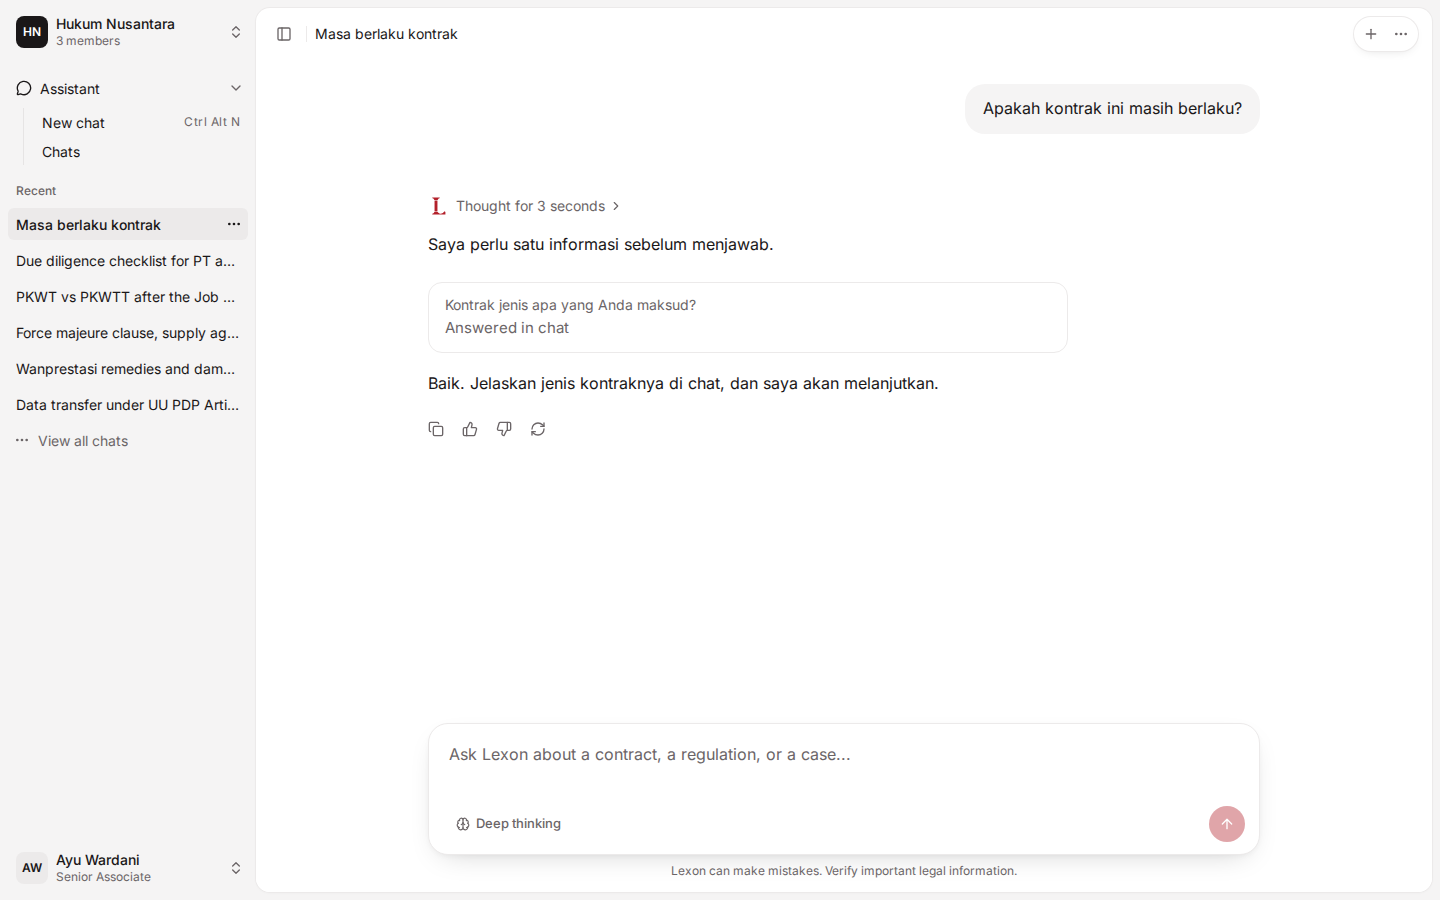 HN
Hukum Nusantara
3 members
Assistant
New chat
Ctrl Alt N
Chats
Recent
Masa berlaku kontrak
Due diligence checklist for PT a...
PKWT vs PKWTT after the Job ...
Force majeure clause, supply ag...
Wanprestasi remedies and dam...
Data transfer under UU PDP Arti...
View all chats
AW
Ayu Wardani
Senior Associate
Masa berlaku kontrak
Apakah kontrak ini masih berlaku?
L
Thought for 3 seconds
Saya perlu satu informasi sebelum menjawab.
Kontrak jenis apa yang Anda maksud?
Answered in chat
Baik. Jelaskan jenis kontraknya di chat, dan saya akan melanjutkan.
Ask Lexon about a contract, a regulation, or a case...
Deep thinking
Lexon can make mistakes. Verify important legal information.